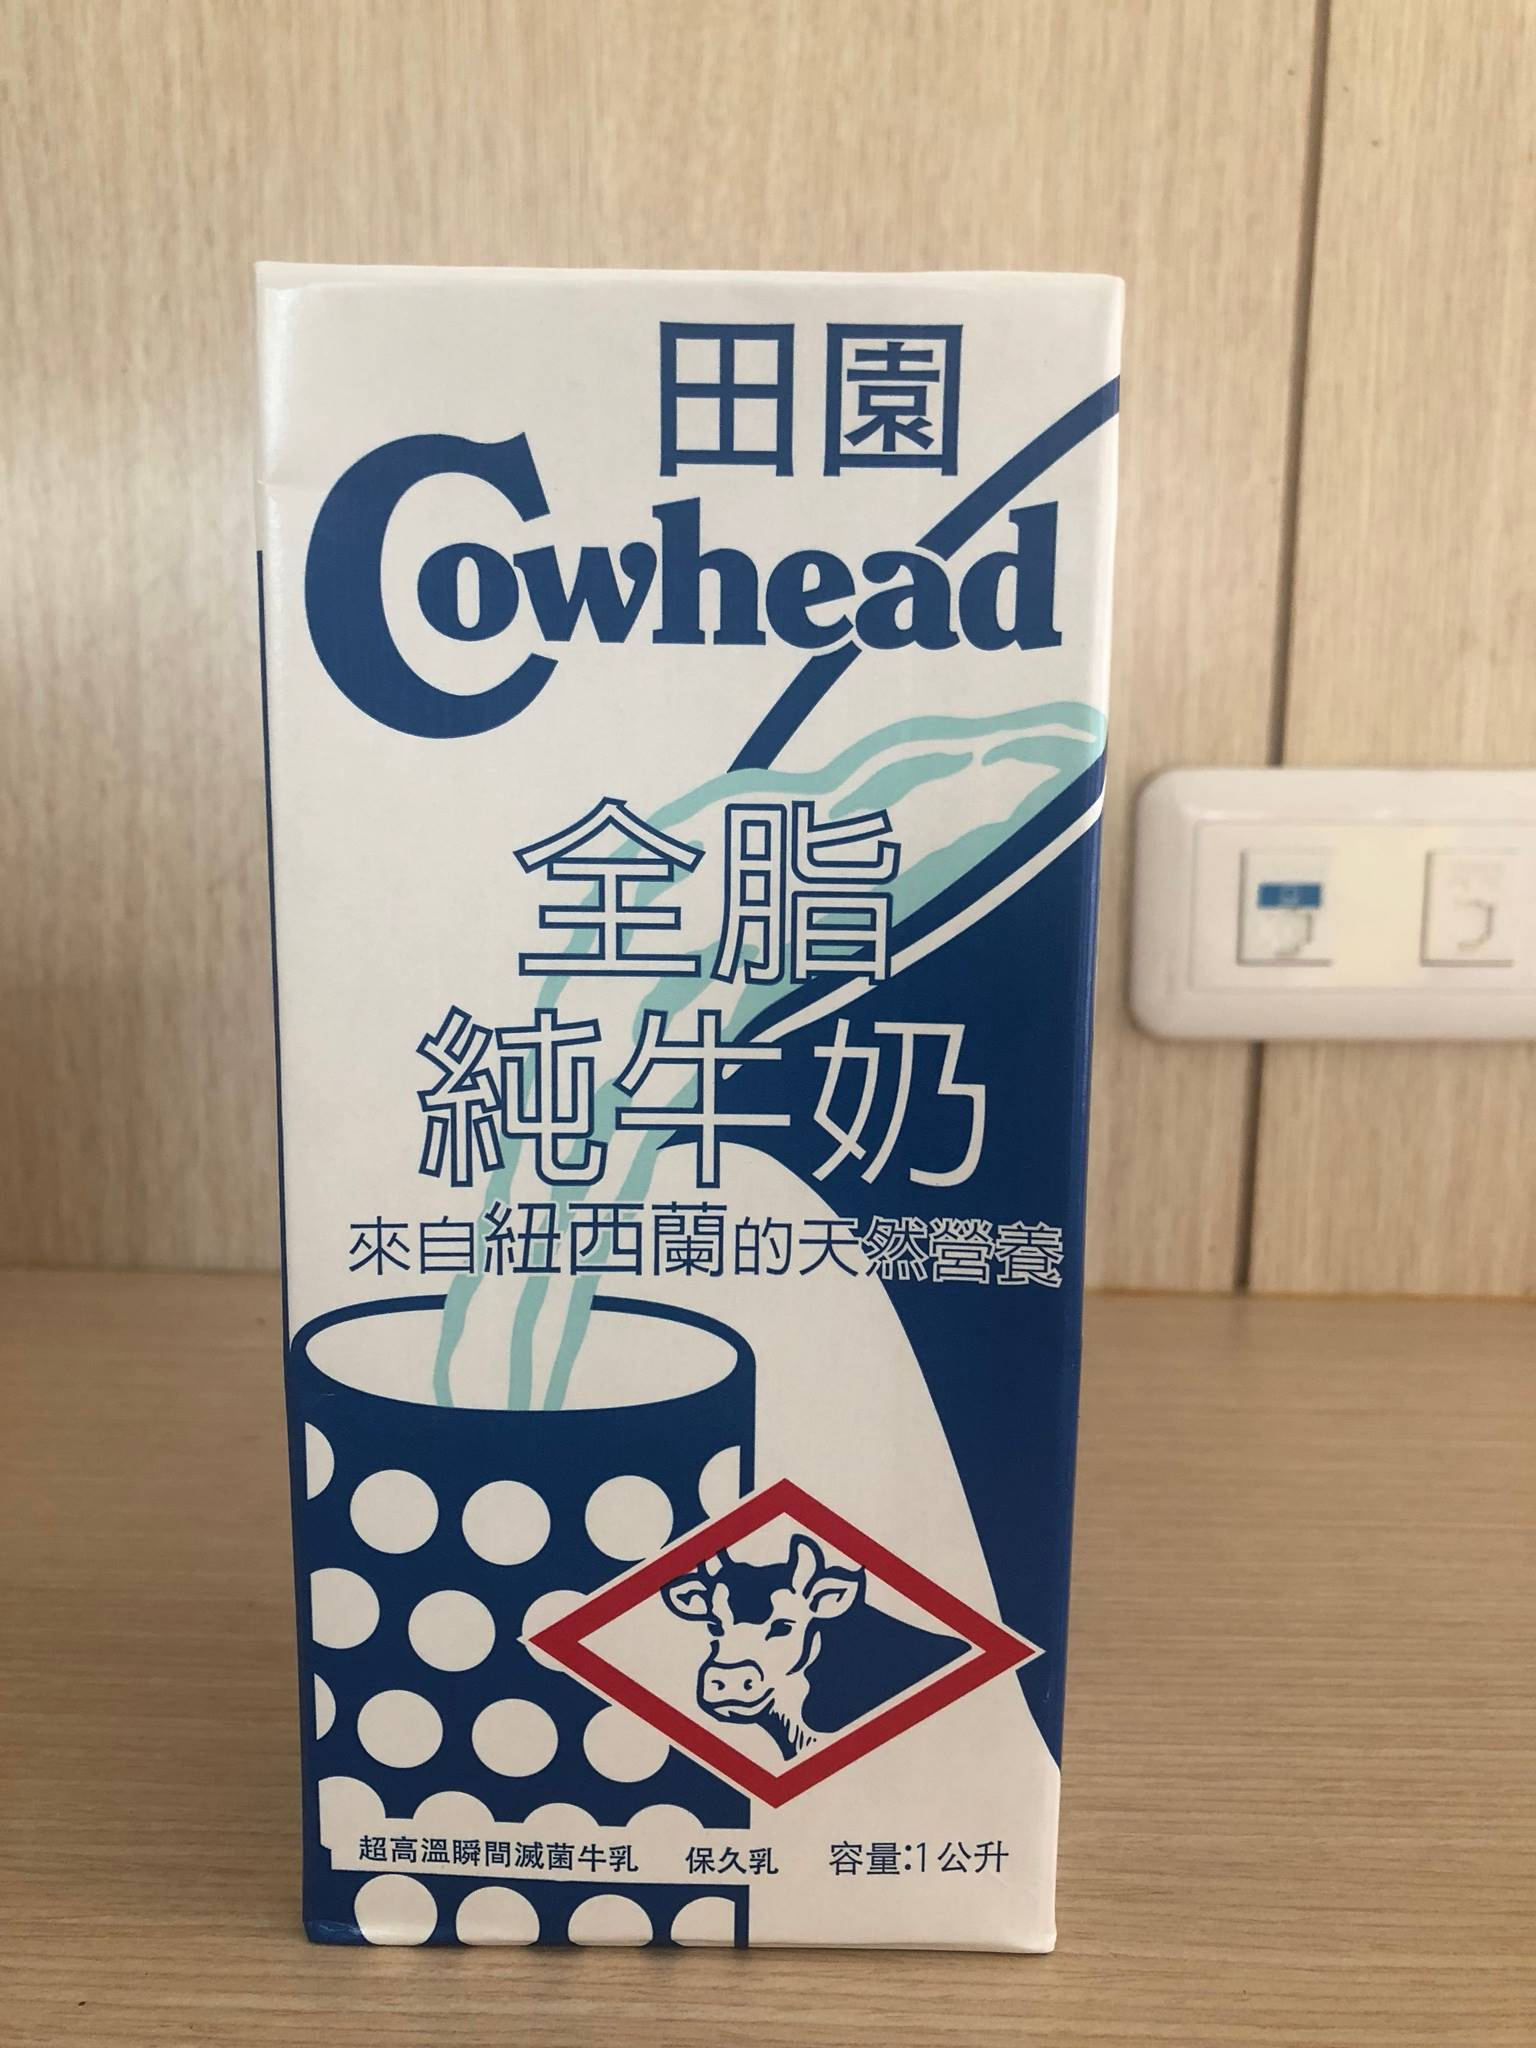 田園
Cowhead
全脂
純牛奶
來自紐西蘭的天然營養
超高溫瞬間滅菌牛乳 保久乳 容量:1公升